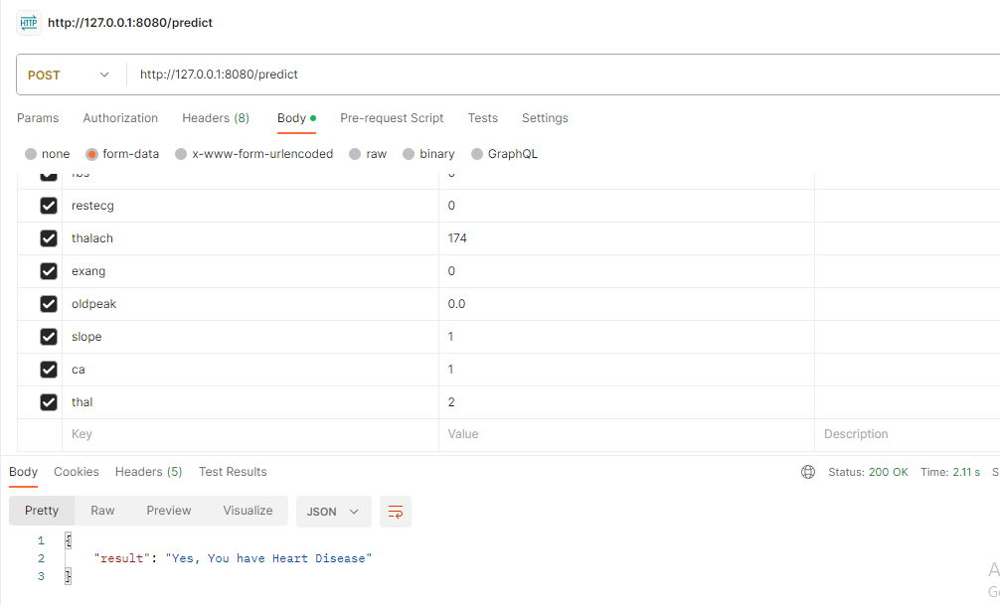 HTTP http://127.0.0.1:8080/predict
POST http://127.0.0.1:8080/predict
Params Authorization Headers (8) Body Pre-request Script Tests Settings
none form-data x-www-form-urlencoded raw binary GraphQL
restecg 0
thalach 174
exang 0
oldpeak 0.0
slope 1
ca 1
thal 2
Key Value Description
Body Cookies Headers (5) Test Results Status: 200 OK Time: 2.11 s S
Pretty Raw Preview Visualize JSON
1 {
2 "result": "Yes, You have Heart Disease"
3 }